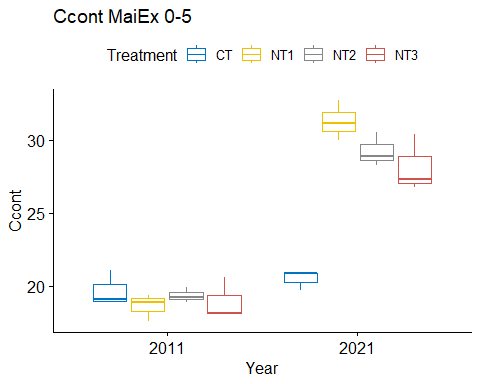 Ccont MaiEx 0-5
Treatment CT NT1 NT2 NT3
30
25
20
Ccont
2011 2021
Year